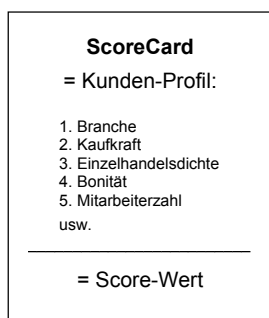 ScoreCard
= Kunden-Profil:
1. Branche
2. Kaufkraft
3. Einzelhandelsdichte
4. Bonität
5. Mitarbeiterzahl
usw.
= Score-Wert